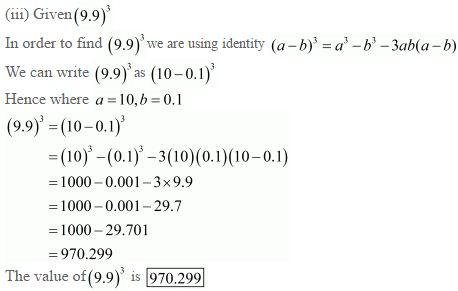 (iii) Given (9.9)³
In order to find (9.9)³ we are using identity (a−b)³ = a³ − b³ − 3ab(a−b)
We can write (9.9)³ as (10−0.1)³
Hence where a = 10, b = 0.1
(9.9)³ = (10−0.1)³
= (10)³ − (0.1)³ − 3(10)(0.1)(10−0.1)
= 1000 − 0.001 − 3×9.9
= 1000 − 0.001 − 29.7
= 1000 − 29.701
= 970.299
The value of (9.9)³ is 970.299